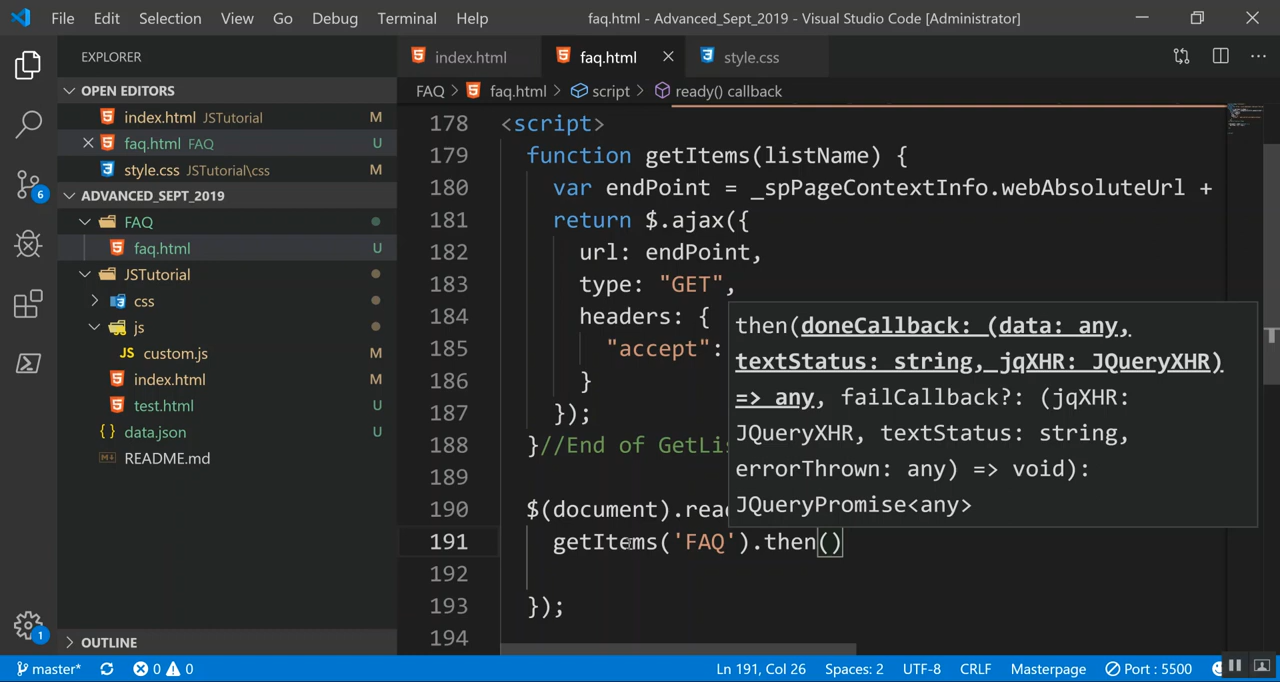 File Edit Selection View Go Debug Terminal Help faq.html - Advanced_Sept_2019 - Visual Studio Code [Administrator]
EXPLORER
OPEN EDITORS
index.html JSTutorial M
faq.html FAQ U
style.css JSTutorial\css M
ADVANCED_SEPT_2019
FAQ
faq.html U
JSTutorial
css
js
JS custom.js M
index.html M
test.html U
{} data.json U
README.md
OUTLINE
6
1
index.html faq.html style.css
FAQ > faq.html > script > ready() callback
178 <script>
179 function getItems(listName) {
180 var endPoint = _spPageContextInfo.webAbsoluteUrl +
181 return $.ajax({
182 url: endPoint,
183 type: "GET",
184 headers: {
185 "accept":
186 }
187 });
188 }//End of GetLis
189
190 $(document).read
191 getItems('FAQ').then()
192
193 });
194
then(doneCallback: (data: any,
textStatus: string, jqXHR: JQueryXHR)
=> any, failCallback?: (jqXHR:
JQueryXHR, textStatus: string,
errorThrown: any) => void):
JQueryPromise<any>
master* 0 0 Ln 191, Col 26 Spaces: 2 UTF-8 CRLF HTML Masterpage Port : 5500